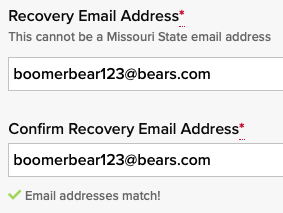 Recovery Email Address*
This cannot be a Missouri State email address
boomerbear123@bears.com
Confirm Recovery Email Address*
boomerbear123@bears.com
Email addresses match!